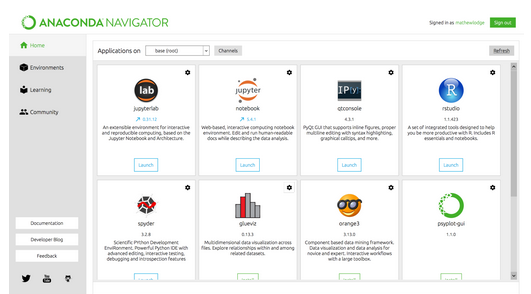 ANACONDA NAVIGATOR
Signed in as
Sign out
Home
Environments
Learning
Community
Documentation
Developer Blog
Feedback
Applications on
base (root)
Channels
Refresh
lab
jupyterlab
0.31.12
An extensible environment for interactive
and reproducible computing, based on the
Jupyter Notebook and Architecture.
Launch
jupyter
notebook
5.4.1
Web-based, interactive computing notebook
environment. Edit and run human-readable
docs while describing the data analysis.
Launch
IP[y]:
qtconsole
4.3.1
PyQt GUI that supports inline figures, proper
multiline editing with syntax highlighting,
graphical calltips, and more.
Launch
R
rstudio
1.1.423
A set of integrated tools designed to help
you be more productive with R. Includes R
essentials and notebooks.
Launch
spyder
3.2.8
Scientific PYthon Development
EnviRonment. Powerful Python IDE with
advanced editing, interactive testing,
debugging and introspection features
glueviz
0.13.3
Multidimensional data visualization across
files. Explore relationships within and among
related datasets.
orange3
3.13.0
Component based data mining framework.
Data visualization and data analysis for
novice and expert. Interactive workflows
with a large toolbox.
psyplot-gui
1.1.0